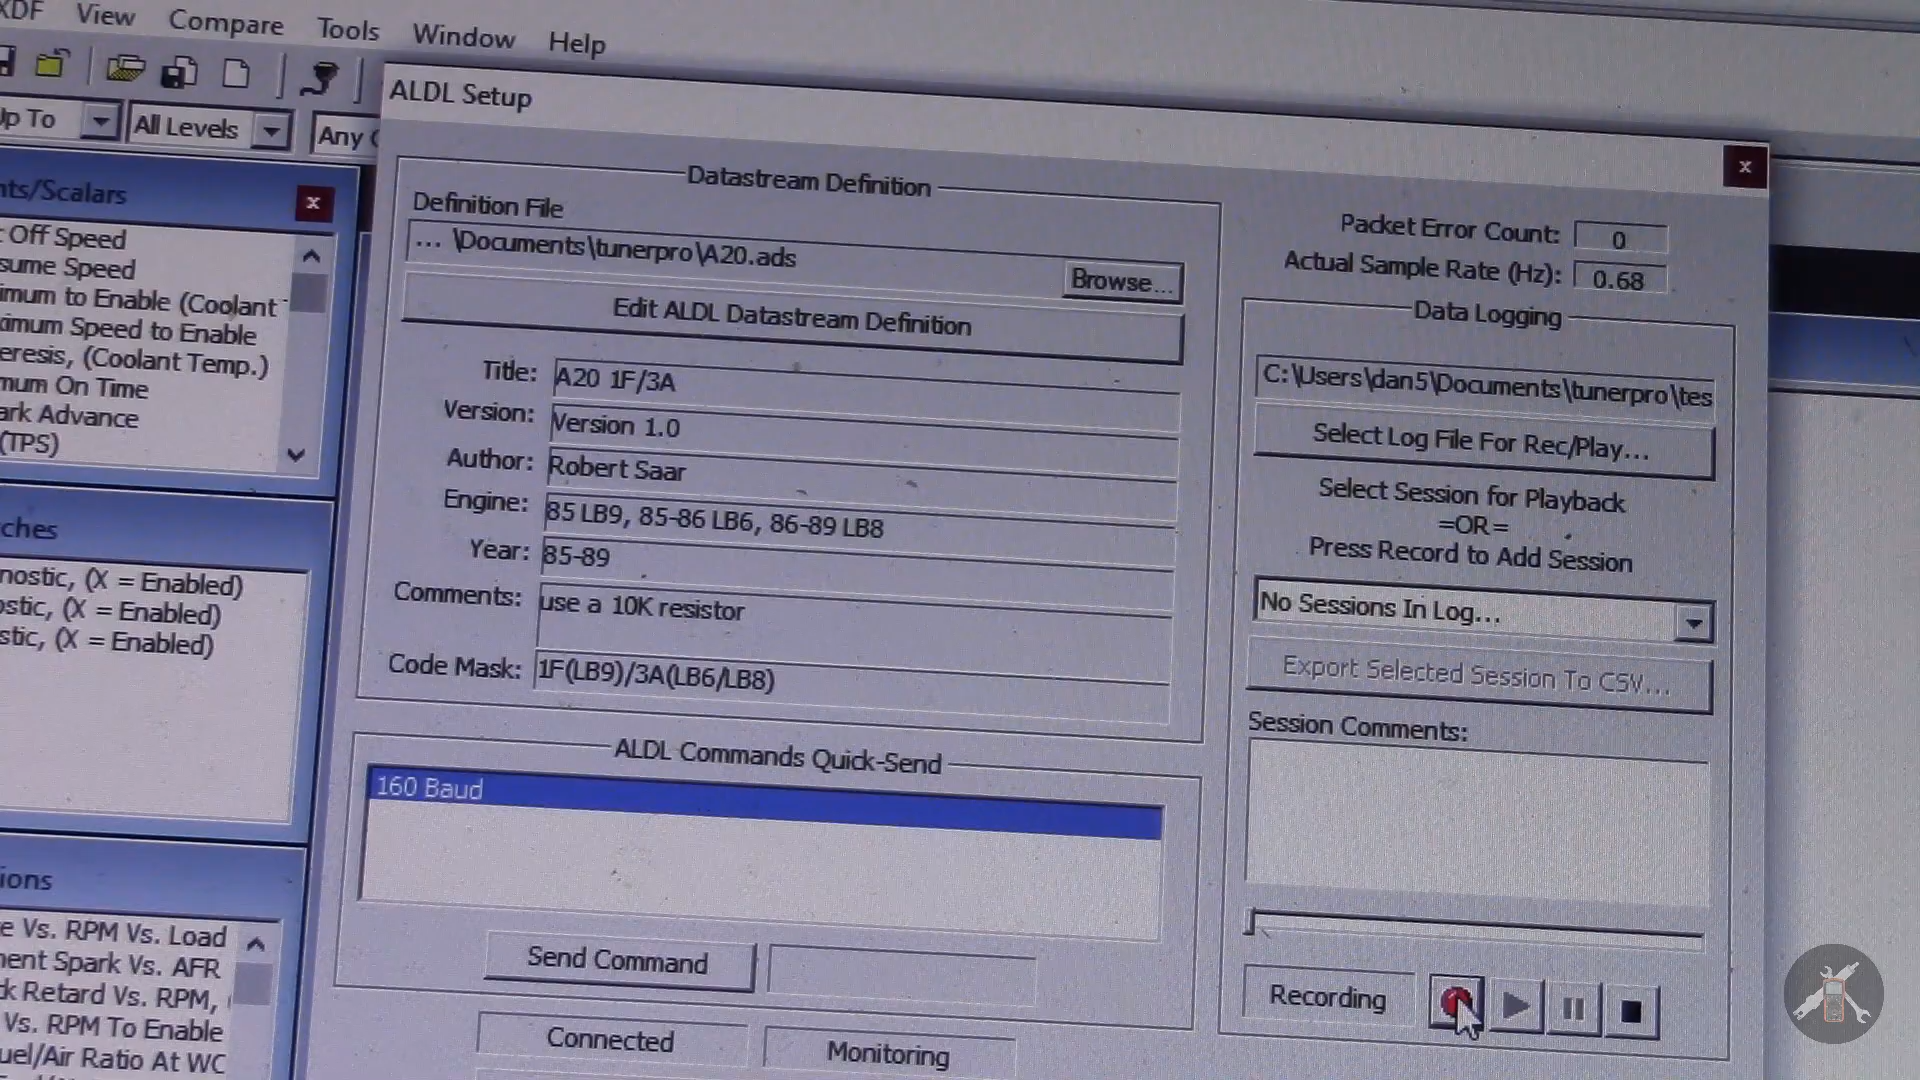 XDF View Compare Tools Window Help
Up To All Levels Any
ALDL Setup
nts/Scalars
Off Speed
sume Speed
imum to Enable (Coolant
ximum Speed to Enable
eresis, (Coolant Temp.)
mum On Time
ark Advance
(TPS)
ches
nostic, (X = Enabled)
ostic, (X = Enabled)
stic, (X = Enabled)
ions
e Vs. RPM Vs. Load
ent Spark Vs. AFR
k Retard Vs. RPM,
Vs. RPM To Enable
uel/Air Ratio At WC
Datastream Definition
Definition File
... \Documents\tunerpro\A20.ads
Browse...
Edit ALDL Datastream Definition
Title: A20 1F/3A
Version: Version 1.0
Author: Robert Saar
Engine: 85 LB9, 85-86 LB6, 86-89 LB8
Year: 85-89
Comments: use a 10K resistor
Code Mask: 1F(LB9)/3A(LB6/LB8)
ALDL Commands Quick-Send
160 Baud
Send Command
Connected Monitoring
Packet Error Count: 0
Actual Sample Rate (Hz): 0.68
Data Logging
C:\Users\dan5\Documents\tunerpro\tes
Select Log File For Rec/Play...
Select Session for Playback
=OR=
Press Record to Add Session
No Sessions In Log...
Export Selected Session To CSV...
Session Comments:
Recording